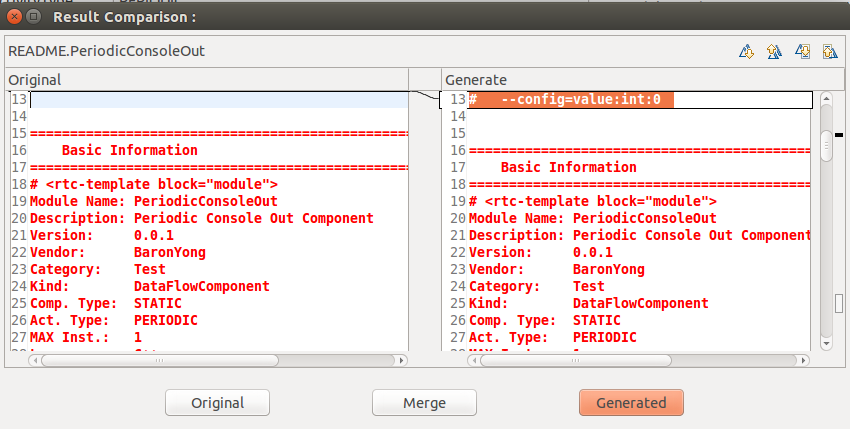 Result Comparison :
README.PeriodicConsoleOut
Original
Generate
13
14
15 ================================================
16     Basic Information
17 ================================================
18 # <rtc-template block="module">
19 Module Name: PeriodicConsoleOut
20 Description: Periodic Console Out Component
21 Version:     0.0.1
22 Vendor:      BaronYong
23 Category:    Test
24 Kind:        DataFlowComponent
25 Comp. Type:  STATIC
26 Act. Type:   PERIODIC
27 MAX Inst.:   1
13 #   --config=value:int:0
14
15
16 ===========================================
17     Basic Information
18 ===========================================
19 # <rtc-template block="module">
20 Module Name: PeriodicConsoleOut
21 Description: Periodic Console Out Component
22 Version:     0.0.1
23 Vendor:      BaronYong
24 Category:    Test
25 Kind:        DataFlowComponent
26 Comp. Type:  STATIC
27 Act. Type:   PERIODIC
Original
Merge
Generated